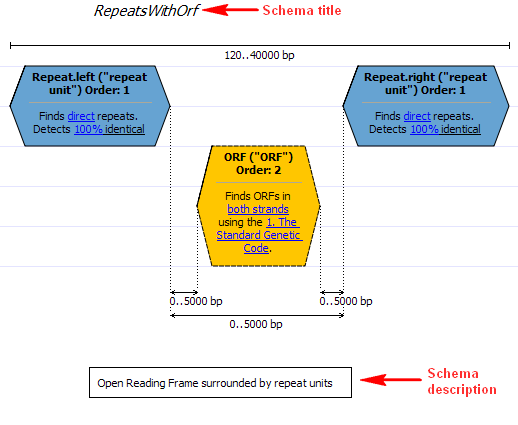 RepeatsWithOrf
Schema title
120..40000 bp
Repeat.left ("repeat
unit") Order: 1
Finds direct repeats.
Detects 100% identical
Repeat.right ("repeat
unit") Order: 1
Finds direct repeats.
Detects 100% identical
ORF ("ORF")
Order: 2
Finds ORFs in
both strands
using the 1. The
Standard Genetic
Code.
0..5000 bp
0..5000 bp
0..5000 bp
Open Reading Frame surrounded by repeat units
Schema
description